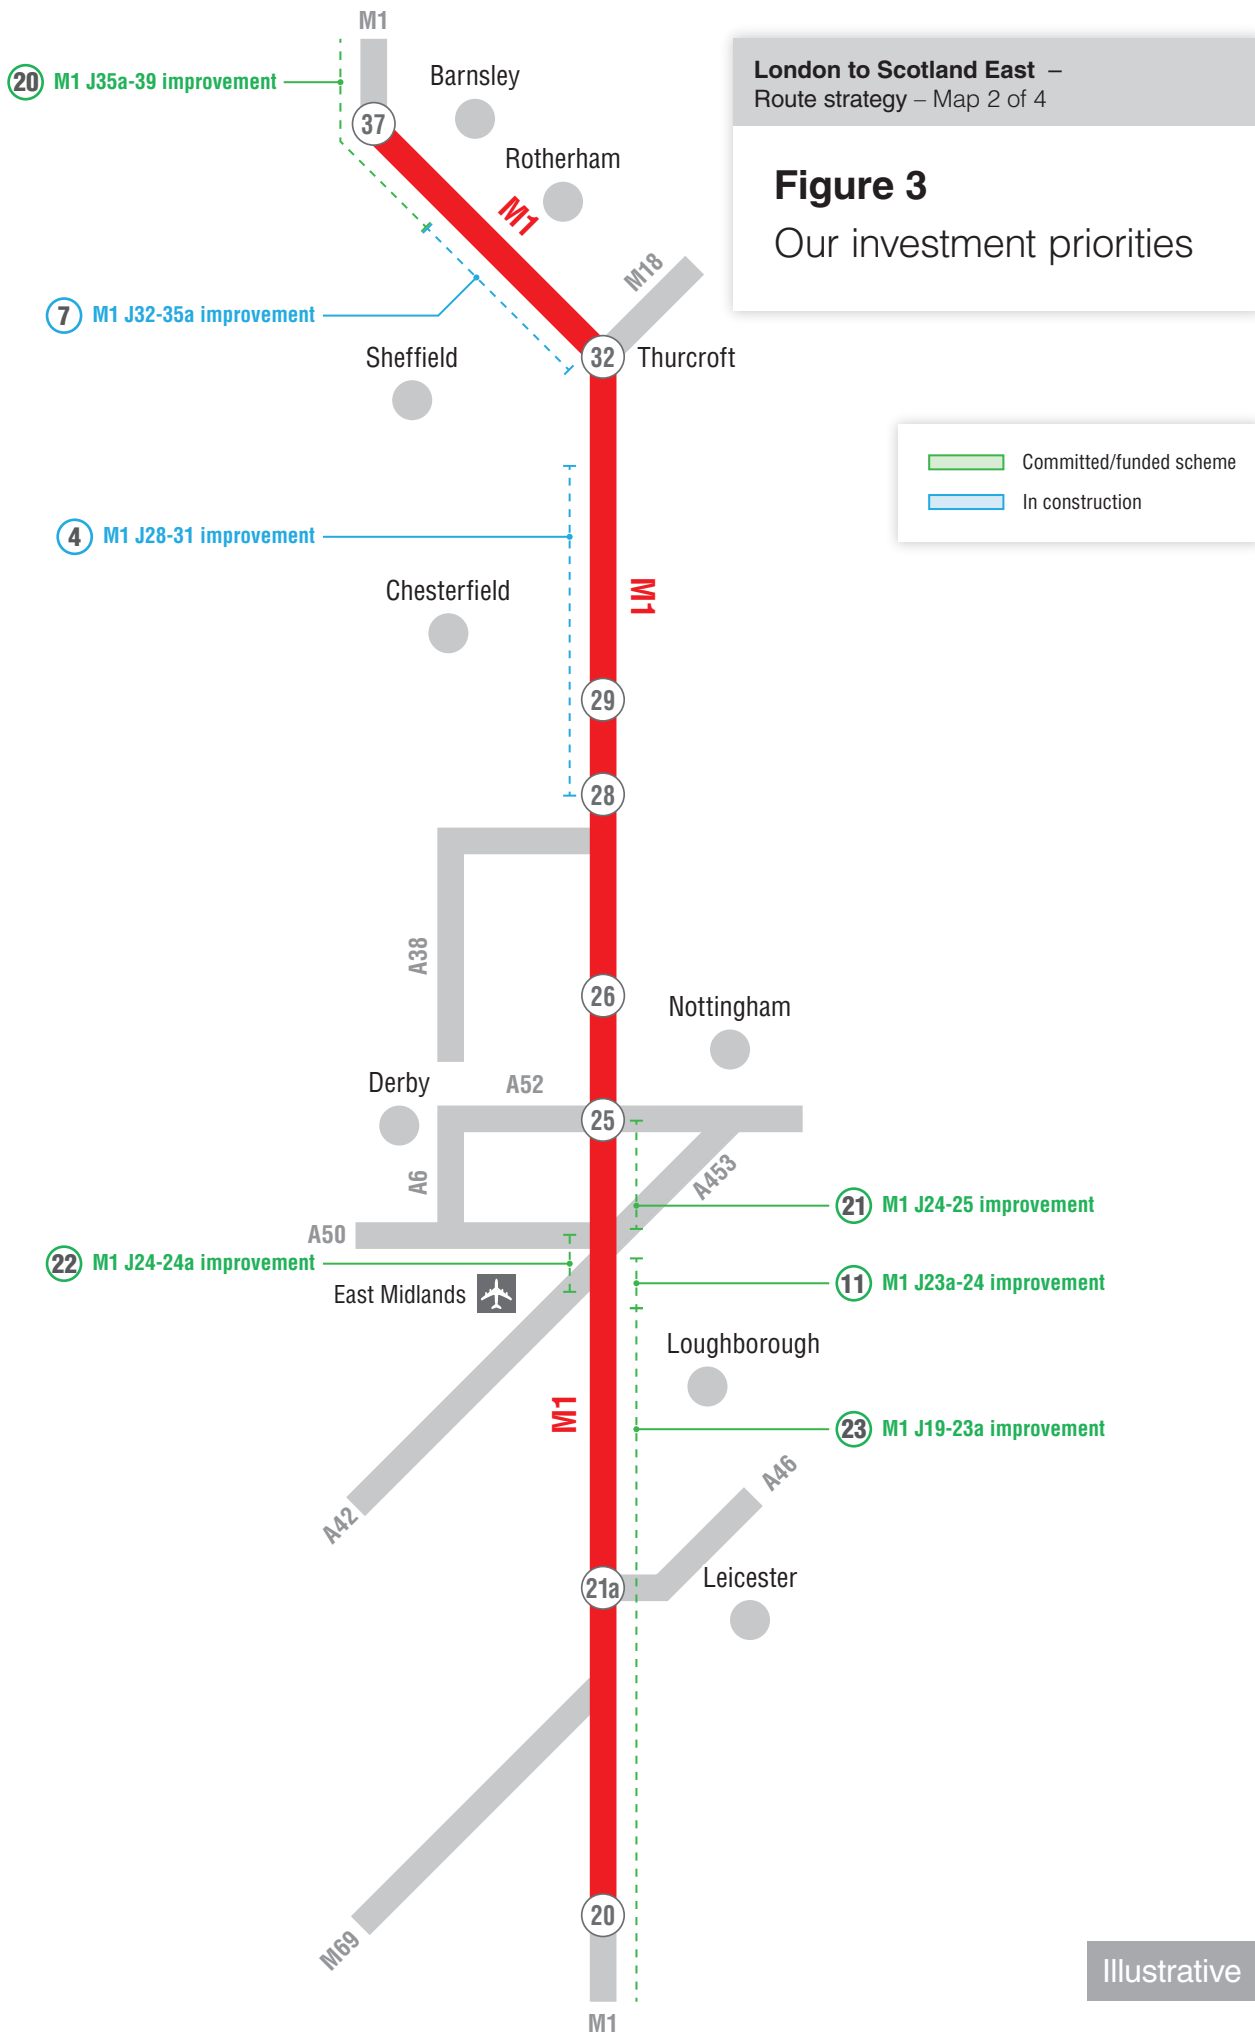 M1
20 M1 J35a-39 improvement
Barnsley
37
Rotherham
M1
London to Scotland East –
Route strategy – Map 2 of 4
Figure 3
Our investment priorities
M18
7 M1 J32-35a improvement
Sheffield
32
Thurcroft
Committed/funded scheme
In construction
4 M1 J28-31 improvement
Chesterfield
M1
29
28
A38
26
Nottingham
Derby
A52
25
A6
A453
21 M1 J24-25 improvement
A50
22 M1 J24-24a improvement
East Midlands
11 M1 J23a-24 improvement
Loughborough
M1
23 M1 J19-23a improvement
A46
A42
21a
Leicester
20
M69
Illustrative
M1